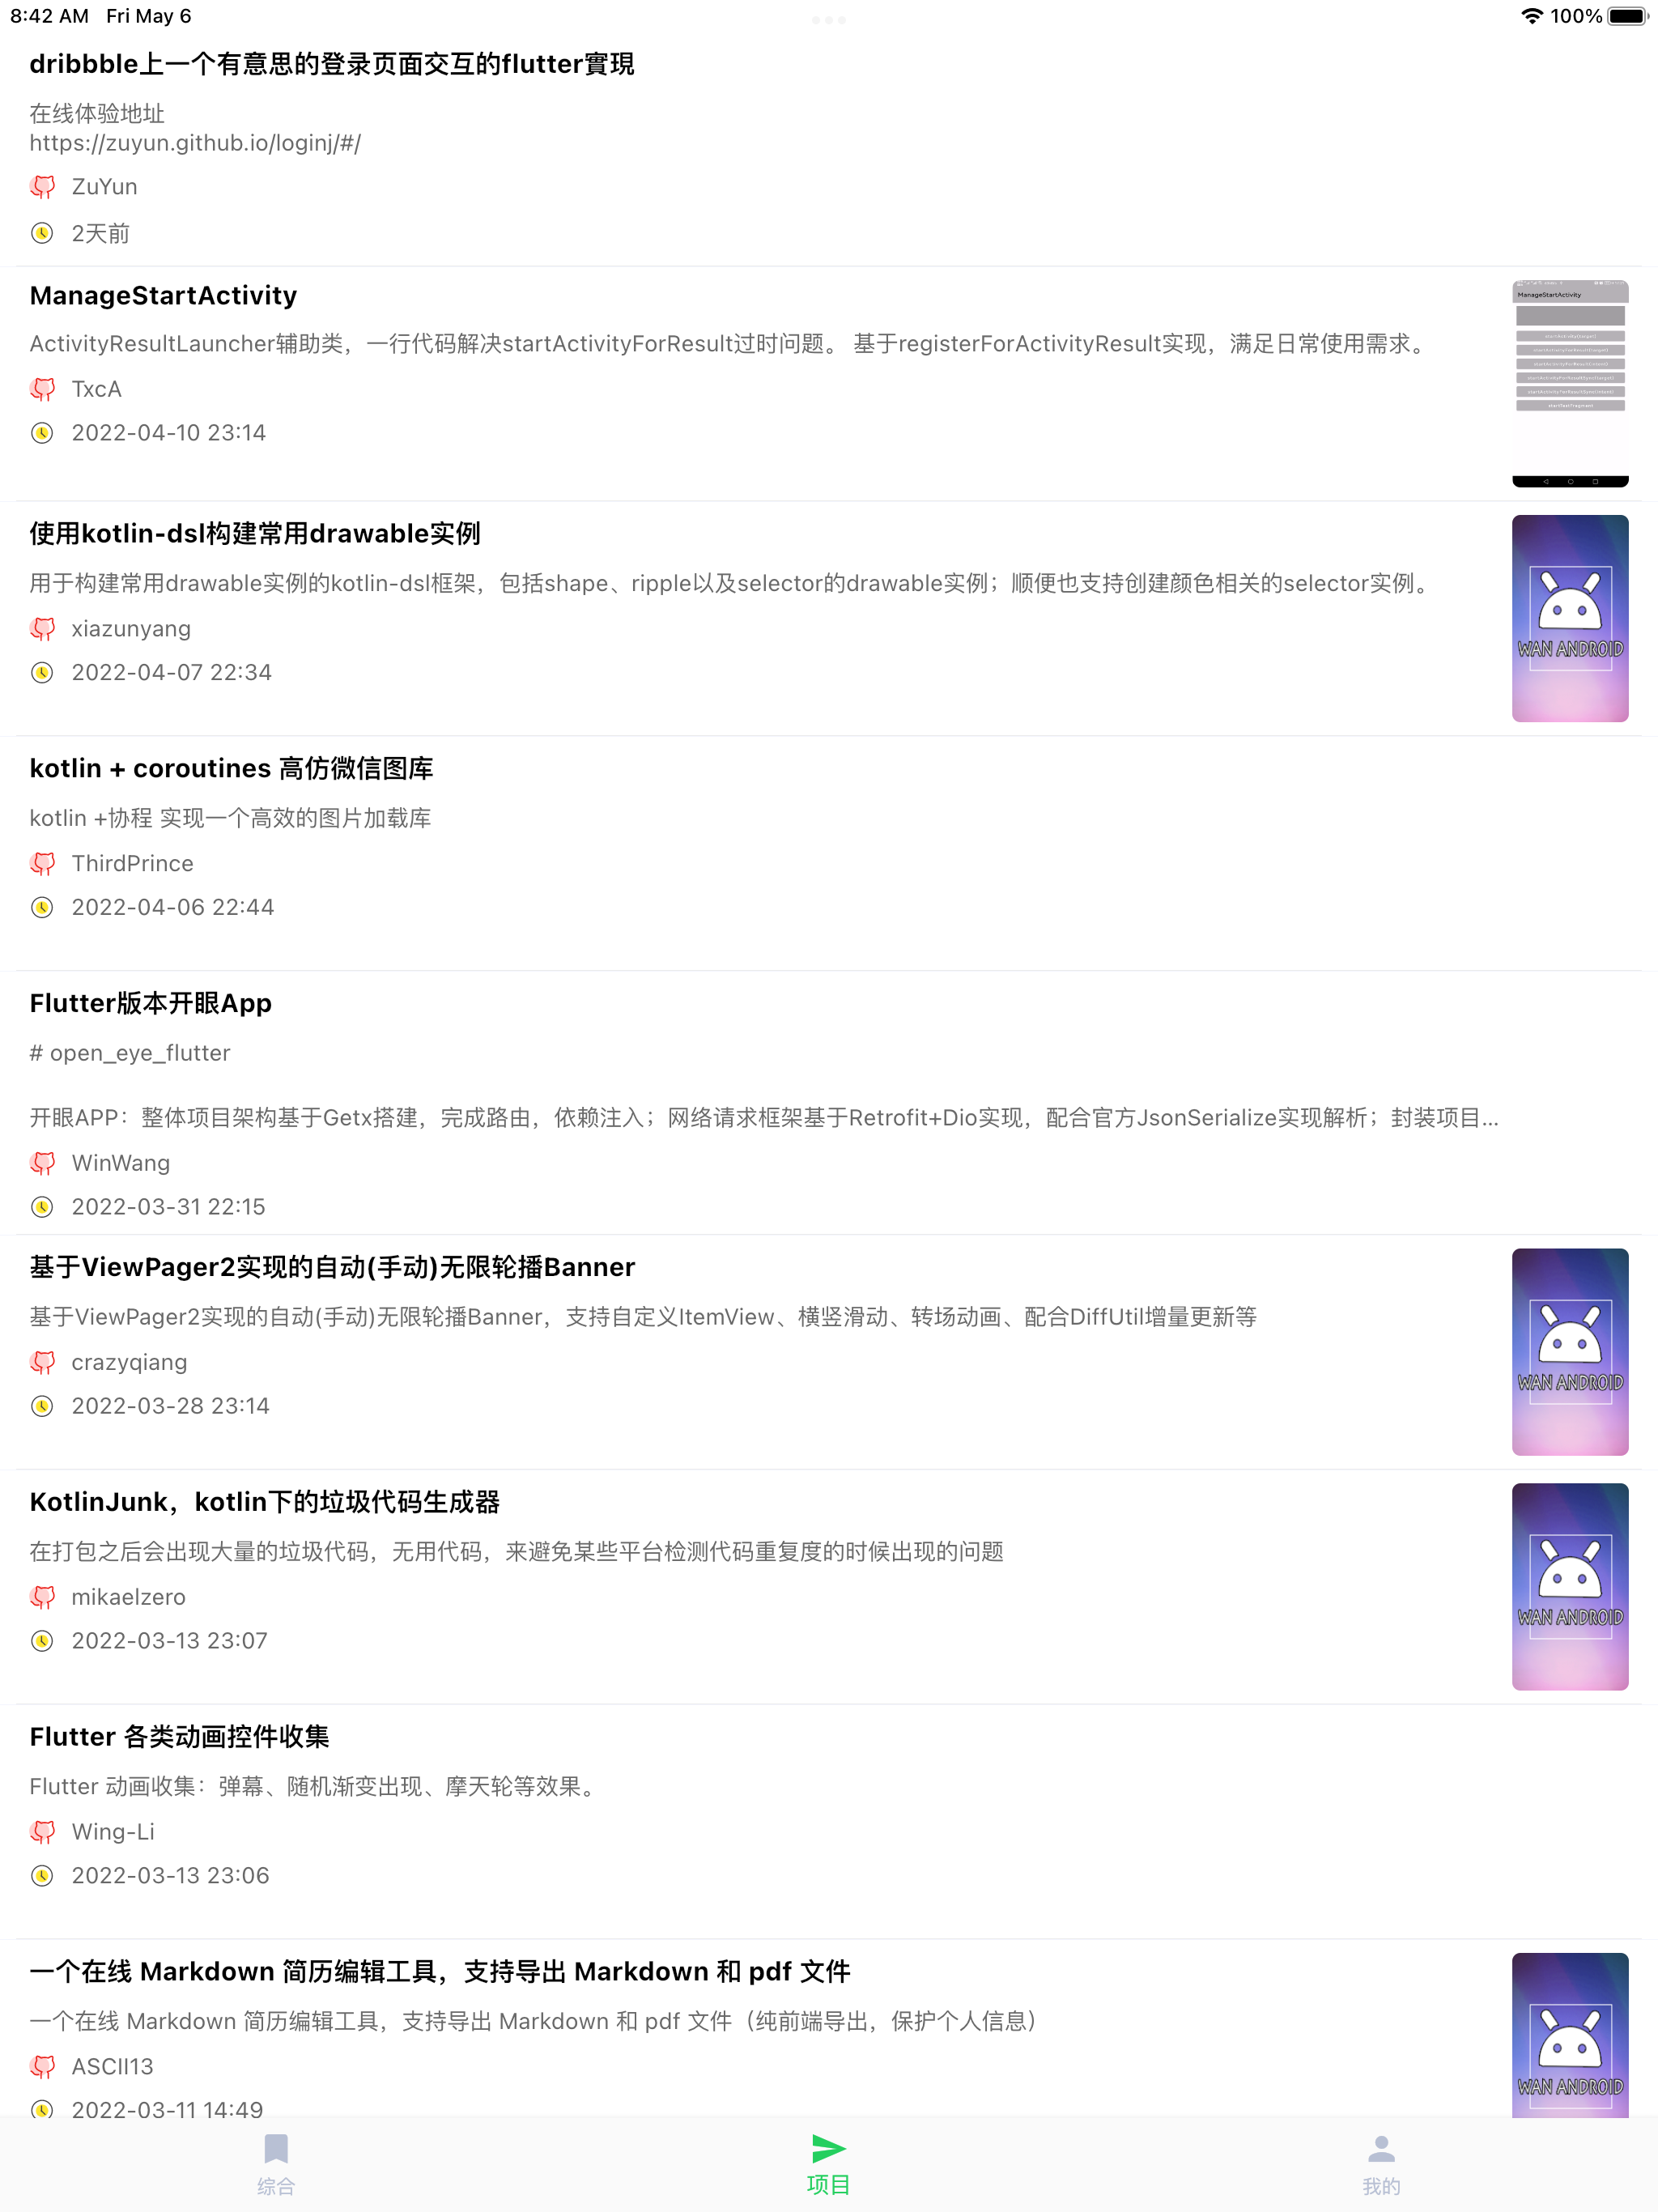 8:42 AM Fri May 6
100%
dribbble上一个有意思的登录页面交互的flutter實現
在线体验地址
https://zuyun.github.io/loginj/#/
ZuYun
2天前
ManageStartActivity
ActivityResultLauncher辅助类，一行代码解决startActivityForResult过时问题。 基于registerForActivityResult实现，满足日常使用需求。
TxcA
2022-04-10 23:14
ManageStartActivity
使用kotlin-dsl构建常用drawable实例
用于构建常用drawable实例的kotlin-dsl框架，包括shape、ripple以及selector的drawable实例；顺便也支持创建颜色相关的selector实例。
xiazunyang
2022-04-07 22:34
WAN ANDROID
kotlin + coroutines 高仿微信图库
kotlin +协程 实现一个高效的图片加载库
ThirdPrince
2022-04-06 22:44
Flutter版本开眼App
# open_eye_flutter
开眼APP：整体项目架构基于Getx搭建，完成路由，依赖注入；网络请求框架基于Retrofit+Dio实现，配合官方JsonSerialize实现解析；封装项目...
WinWang
2022-03-31 22:15
基于ViewPager2实现的自动(手动)无限轮播Banner
基于ViewPager2实现的自动(手动)无限轮播Banner，支持自定义ItemView、横竖滑动、转场动画、配合DiffUtil增量更新等
crazyqiang
2022-03-28 23:14
WAN ANDROID
KotlinJunk，kotlin下的垃圾代码生成器
在打包之后会出现大量的垃圾代码，无用代码，来避免某些平台检测代码重复度的时候出现的问题
mikaelzero
2022-03-13 23:07
WAN ANDROID
Flutter 各类动画控件收集
Flutter 动画收集：弹幕、随机渐变出现、摩天轮等效果。
Wing-Li
2022-03-13 23:06
一个在线 Markdown 简历编辑工具，支持导出 Markdown 和 pdf 文件
一个在线 Markdown 简历编辑工具，支持导出 Markdown 和 pdf 文件（纯前端导出，保护个人信息）
ASCII13
2022-03-11 14:49
WAN ANDROID
综合
项目
我的